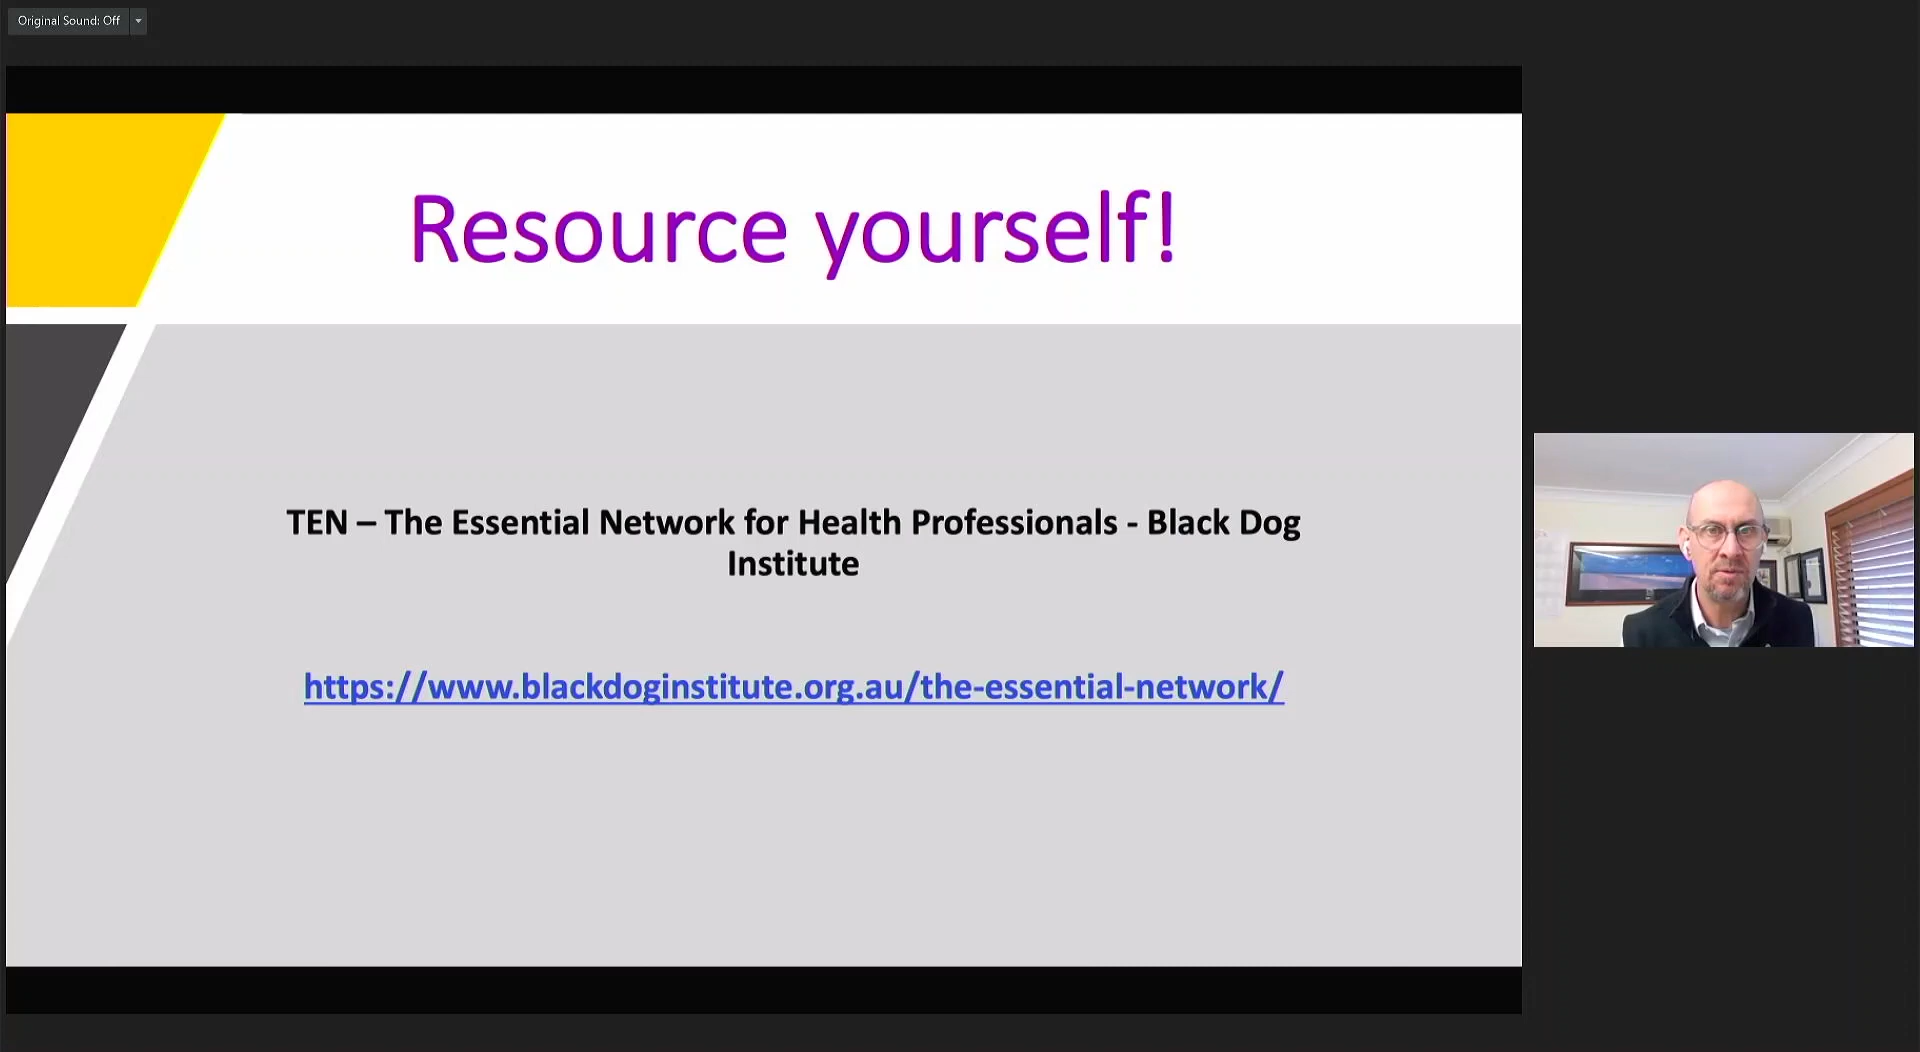 Original Sound: Off
Resource yourself!
TEN – The Essential Network for Health Professionals - Black Dog
Institute
https://www.blackdoginstitute.org.au/the-essential-network/